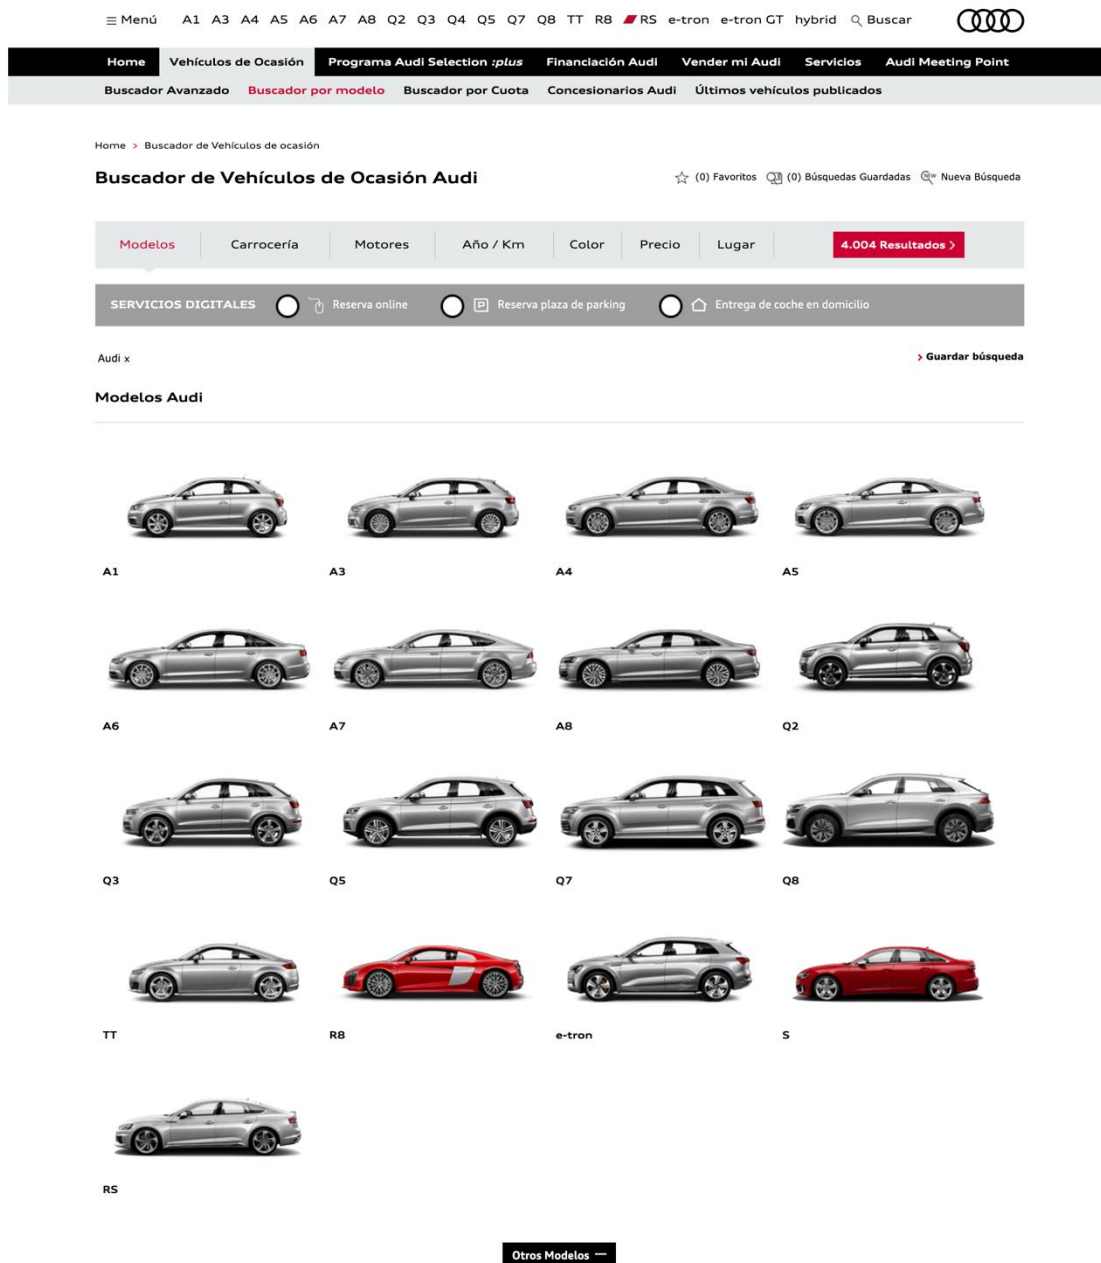 Menú A1 A3 A4 A5 A6 A7 A8 Q2 Q3 Q4 Q5 Q7 Q8 TT R8 RS e-tron e-tron GT hybrid Buscar
Home Vehículos de Ocasión Programa Audi Selection :plus Financiación Audi Vender mi Audi Servicios Audi Meeting Point
Buscador Avanzado Buscador por modelo Buscador por Cuota Concesionarios Audi Últimos vehículos publicados
Home > Buscador de Vehículos de ocasión
Buscador de Vehículos de Ocasión Audi
(0) Favoritos (0) Búsquedas Guardadas Nueva Búsqueda
Modelos Carrocería Motores Año / Km Color Precio Lugar 4.004 Resultados >
SERVICIOS DIGITALES Reserva online P Reserva plaza de parking Entrega de coche en domicilio
Audi x > Guardar búsqueda
Modelos Audi
A1 A3 A4 A5
A6 A7 A8 Q2
Q3 Q5 Q7 Q8
TT R8 e-tron S
RS
Otros Modelos —